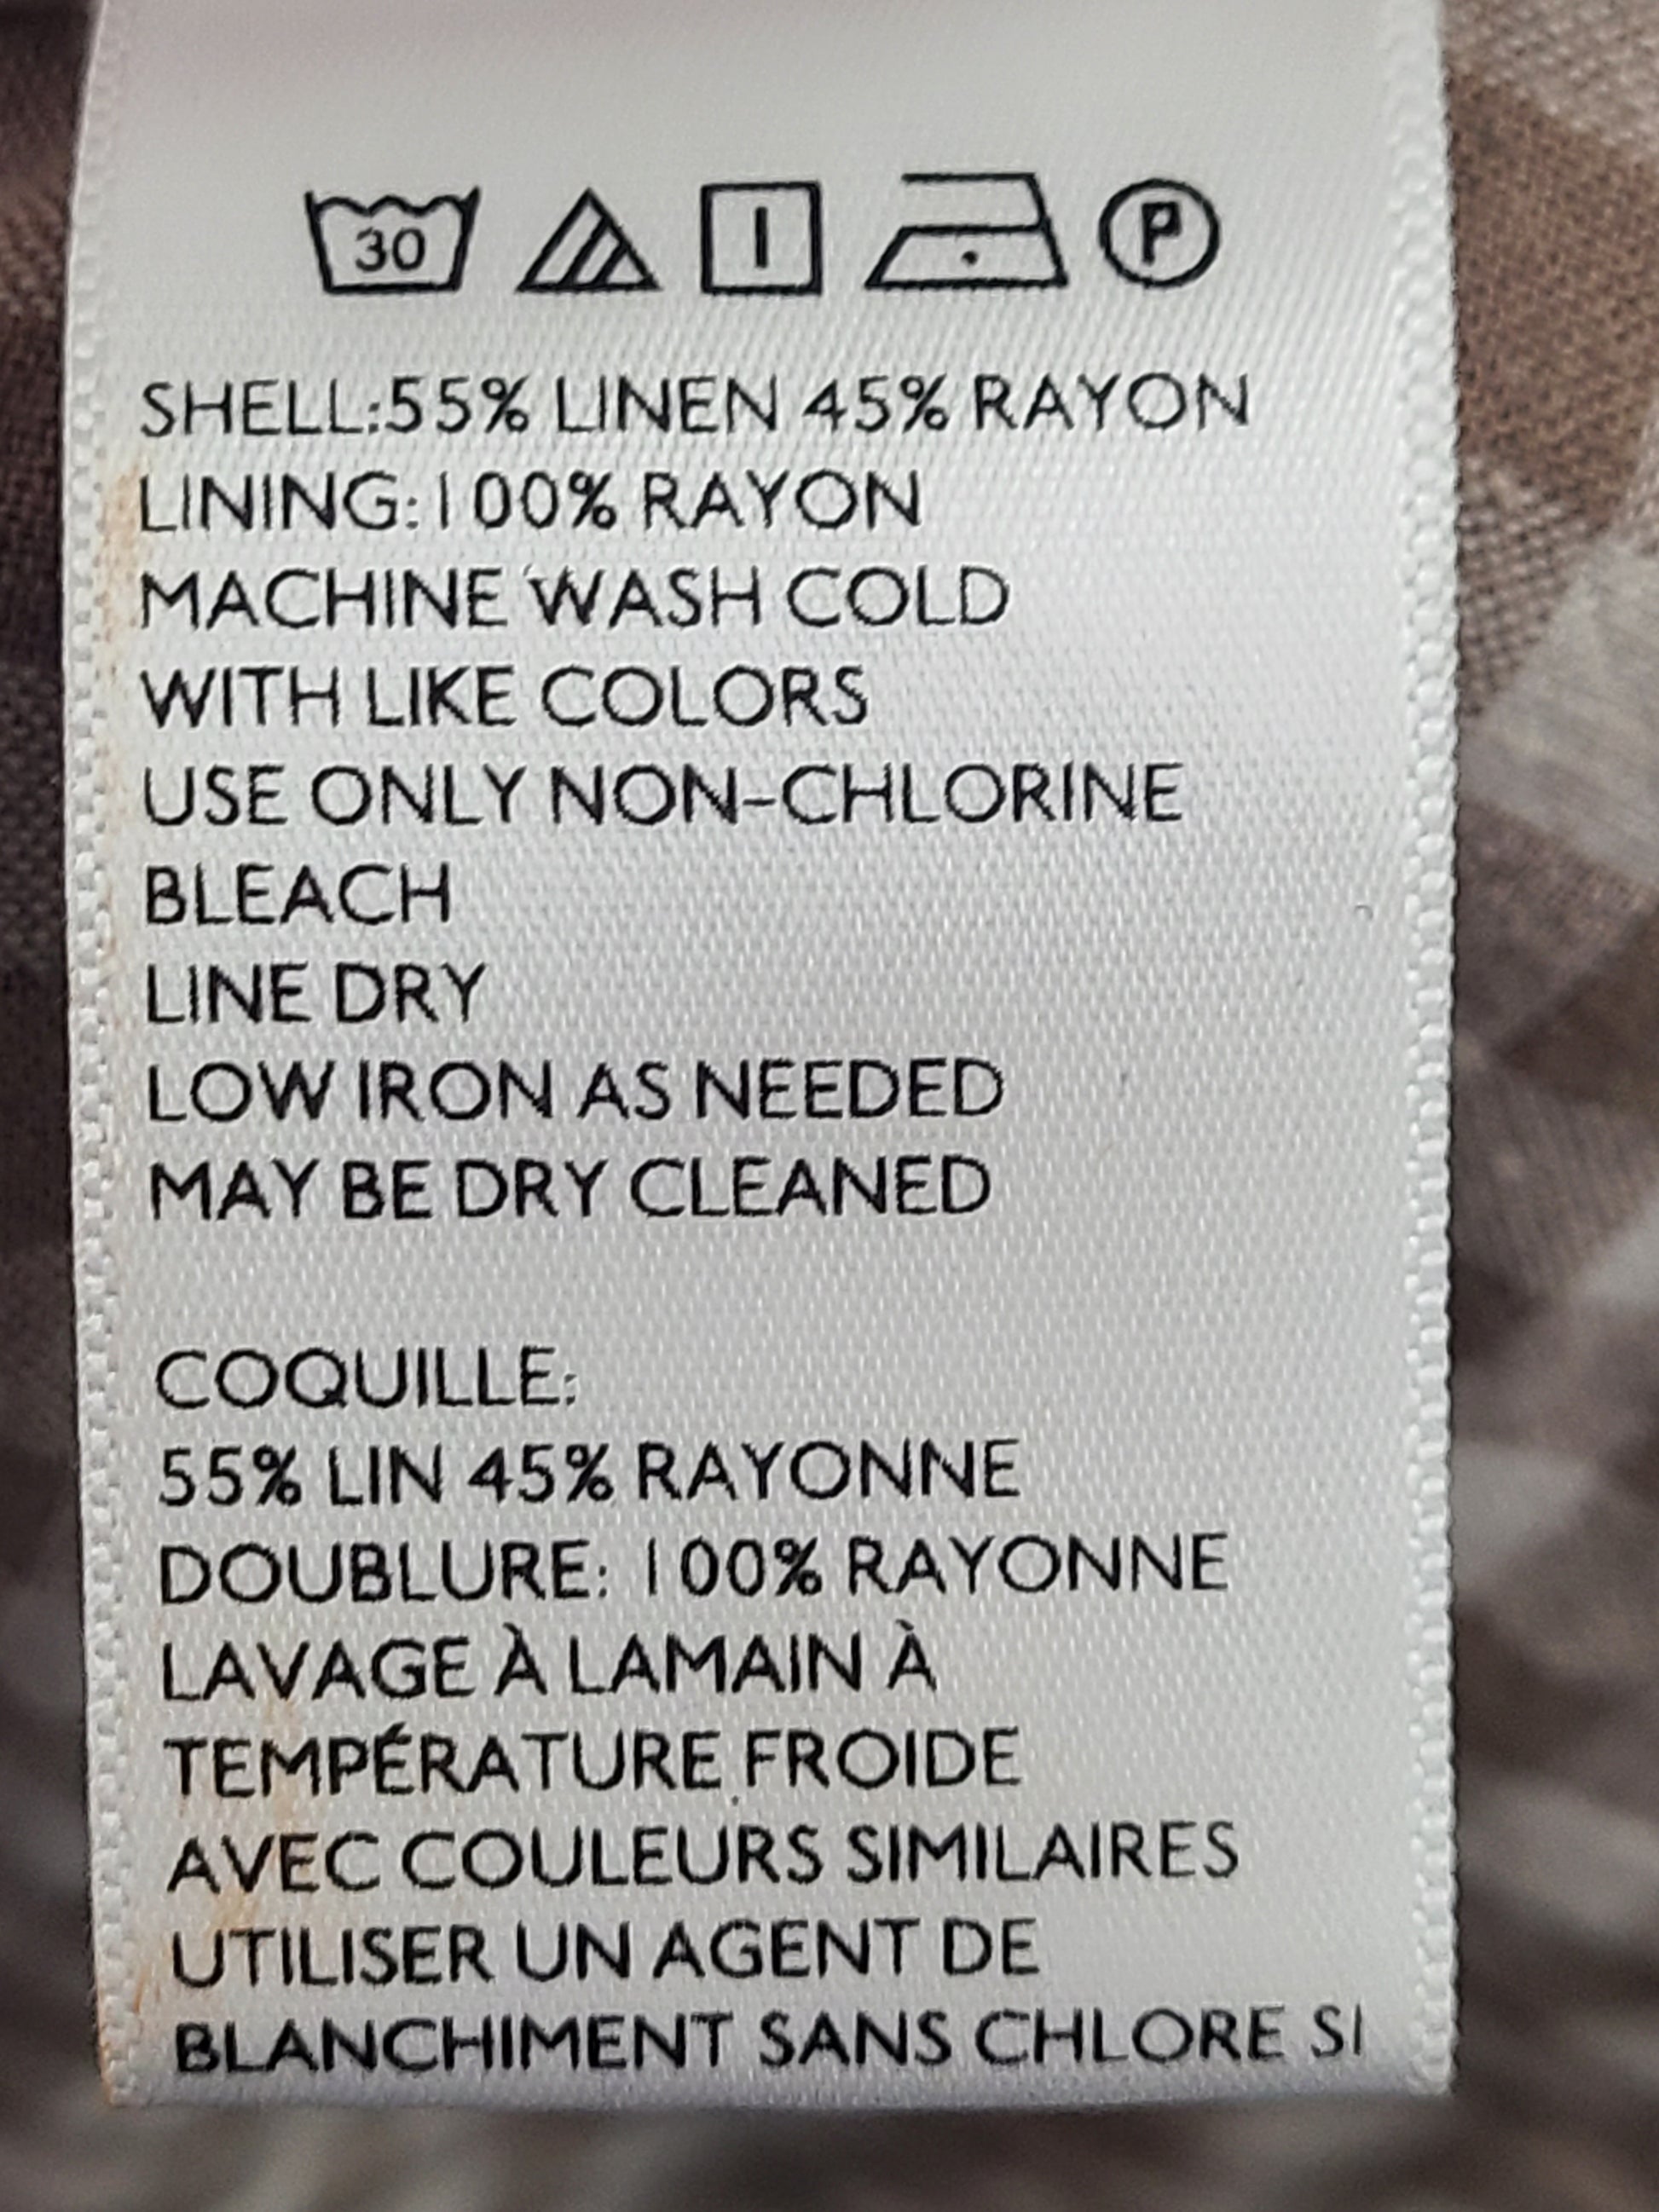 30 P
SHELL:55% LINEN 45% RAYON
LINING:100% RAYON
MACHINE WASH COLD
WITH LIKE COLORS
USE ONLY NON-CHLORINE
BLEACH
LINE DRY
LOW IRON AS NEEDED
MAY BE DRY CLEANED
COQUILLE:
55% LIN 45% RAYONNE
DOUBLURE: 100% RAYONNE
LAVAGE À LAMAIN À
TEMPÉRATURE FROIDE
AVEC COULEURS SIMILAIRES
UTILISER UN AGENT DE
BLANCHIMENT SANS CHLORE SI